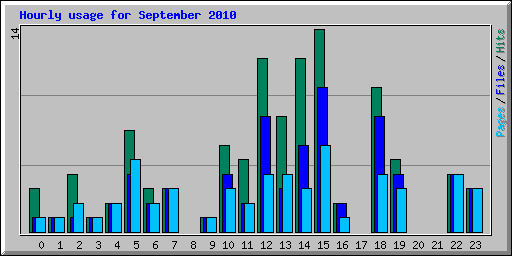 Hourly usage for September 2010
14
Pages/Files/Hits
0 1 2 3 4 5 6 7 8 9 10 11 12 13 14 15 16 17 18 19 20 21 22 23